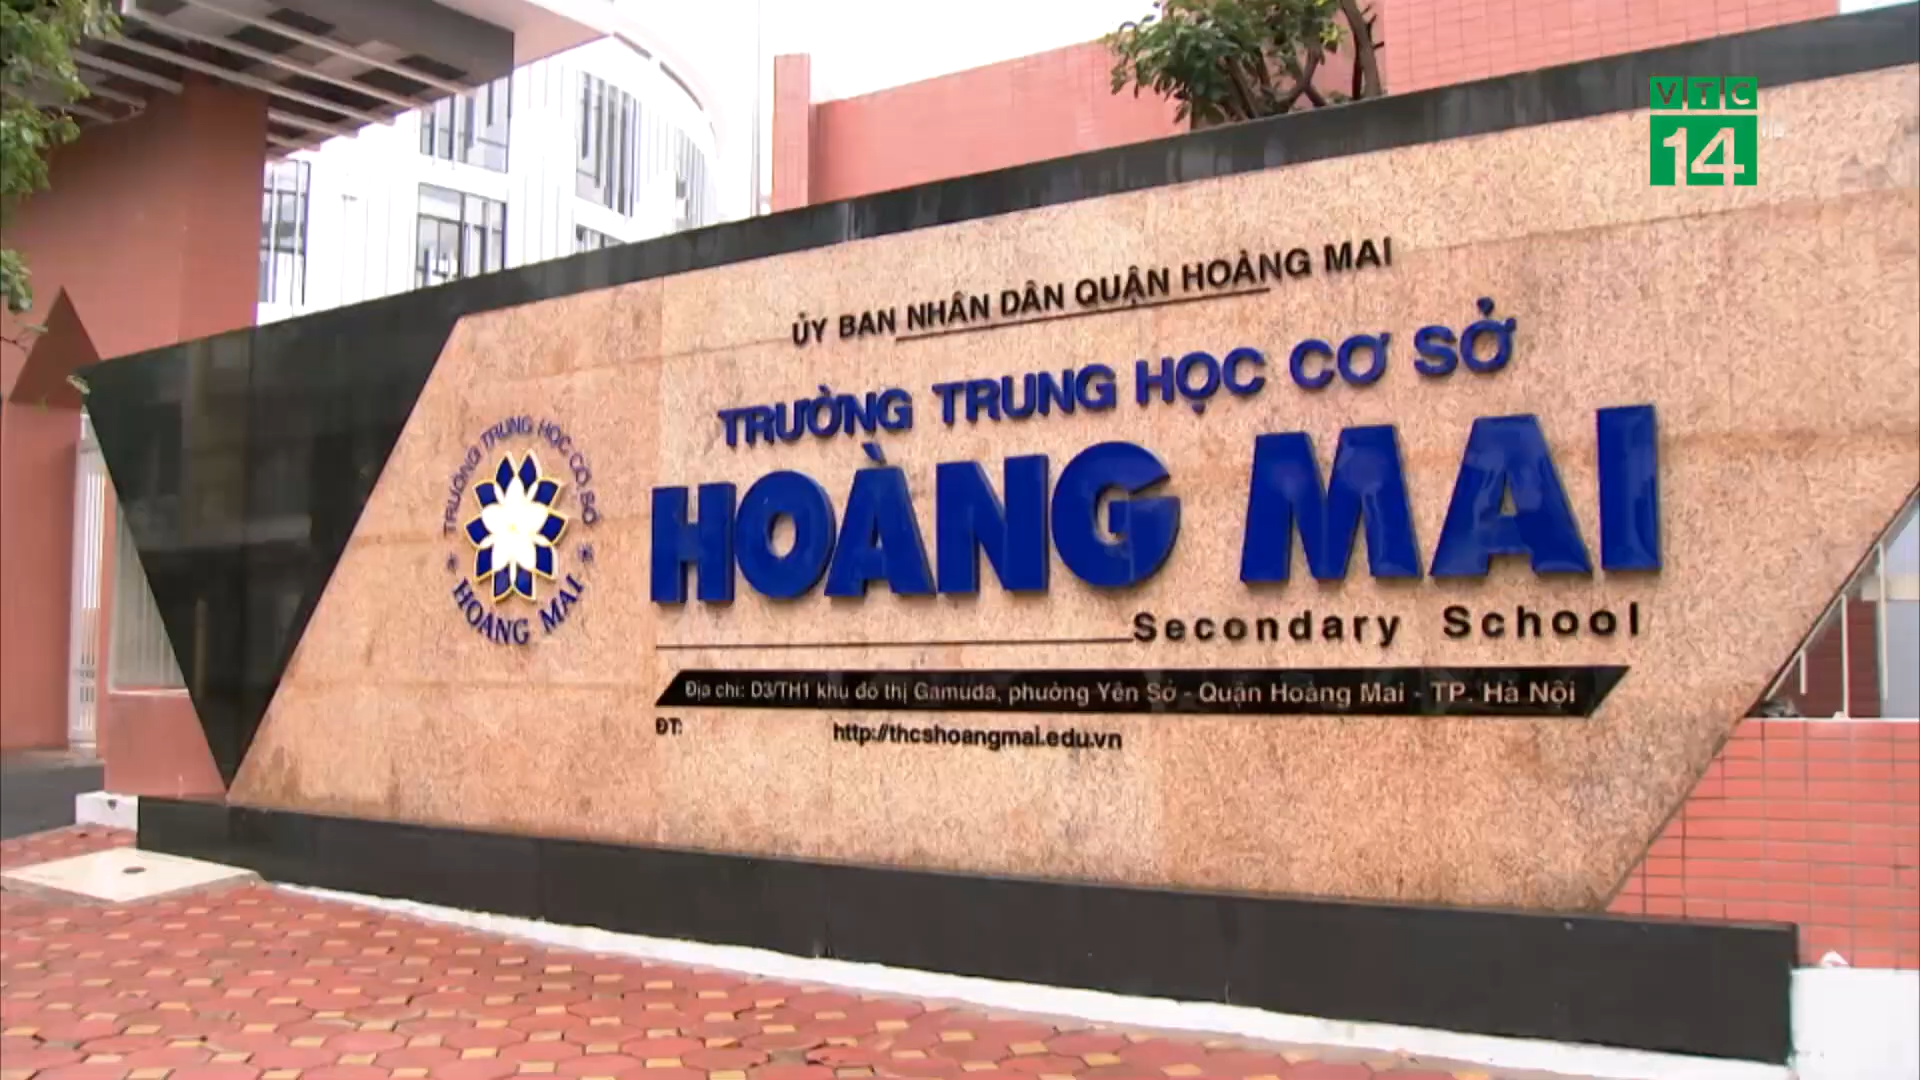 VTC
14
ỦY BAN NHÂN DÂN QUẬN HOÀNG MAI
TRƯỜNG TRUNG HỌC CƠ SỞ
HOÀNG MAI
Secondary School
TRƯỜNG TRUNG HỌC CƠ SỞ
* HOÀNG MAI *
Địa chỉ: D3/TH1 khu đô thị Gamuda, phường Yên Sở - Quận Hoàng Mai - TP. Hà Nội
ĐT: http://thcshoangmai.edu.vn